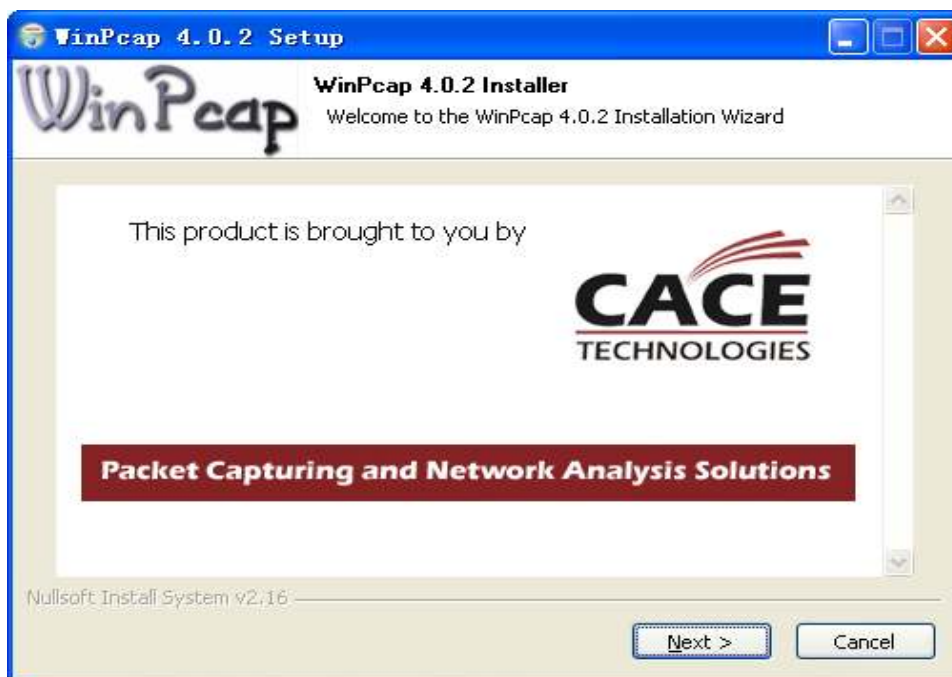 WinPcap 4.0.2 Setup
WinPcap
WinPcap 4.0.2 Installer
Welcome to the WinPcap 4.0.2 Installation Wizard
This product is brought to you by
CACE
TECHNOLOGIES
Packet Capturing and Network Analysis Solutions
Nullsoft Install System v2.16
Next >
Cancel